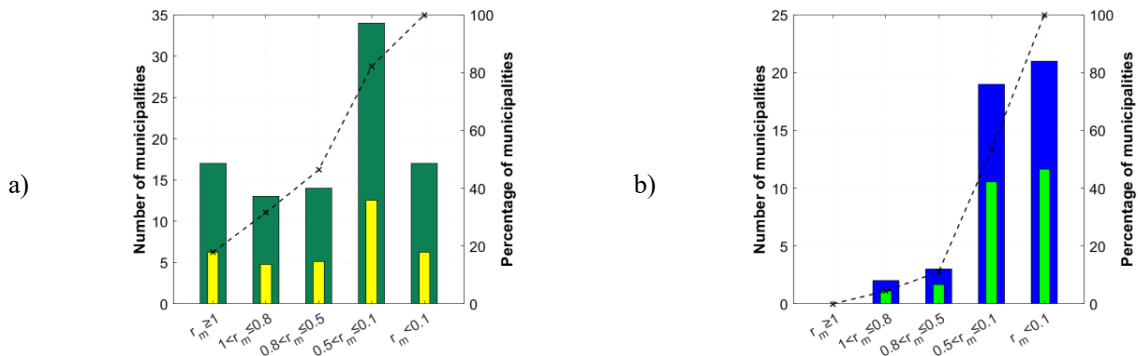 a)
Number of municipalities
35
30
25
20
15
10
5
0
100
80
60
40
20
0
Percentage of municipalities
r_m≥1
1<r_m≤0.8
0.8<r_m≤0.5
0.5<r_m≤0.1
r_m<0.1
b)
Number of municipalities
25
20
15
10
5
0
100
80
60
40
20
0
Percentage of municipalities
r_m≥1
1<r_m≤0.8
0.8<r_m≤0.5
0.5<r_m≤0.1
r_m<0.1